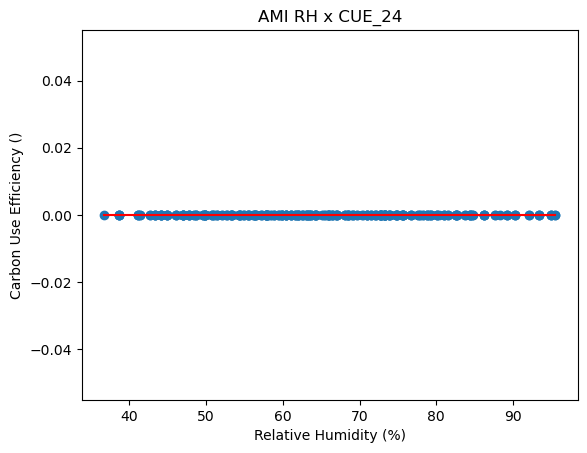 AMI RH x CUE_24
Carbon Use Efficiency ()
0.04
0.02
0.00
−0.02
−0.04
40 50 60 70 80 90
Relative Humidity (%)